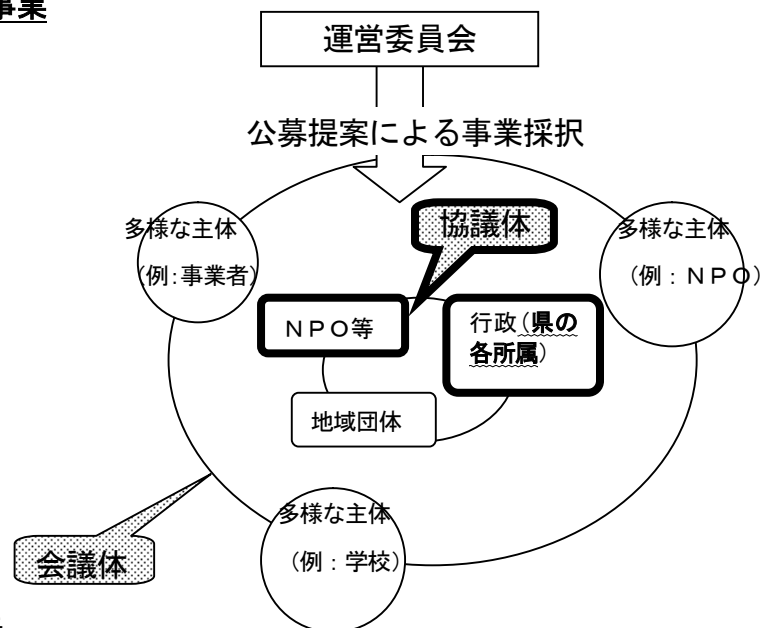 事業
運営委員会
公募提案による事業採択
多様な主体
(例：事業者)
協議体
多様な主体
(例：ＮＰＯ)
ＮＰＯ等
行政(県の
各所属)
地域団体
多様な主体
(例：学校)
会議体